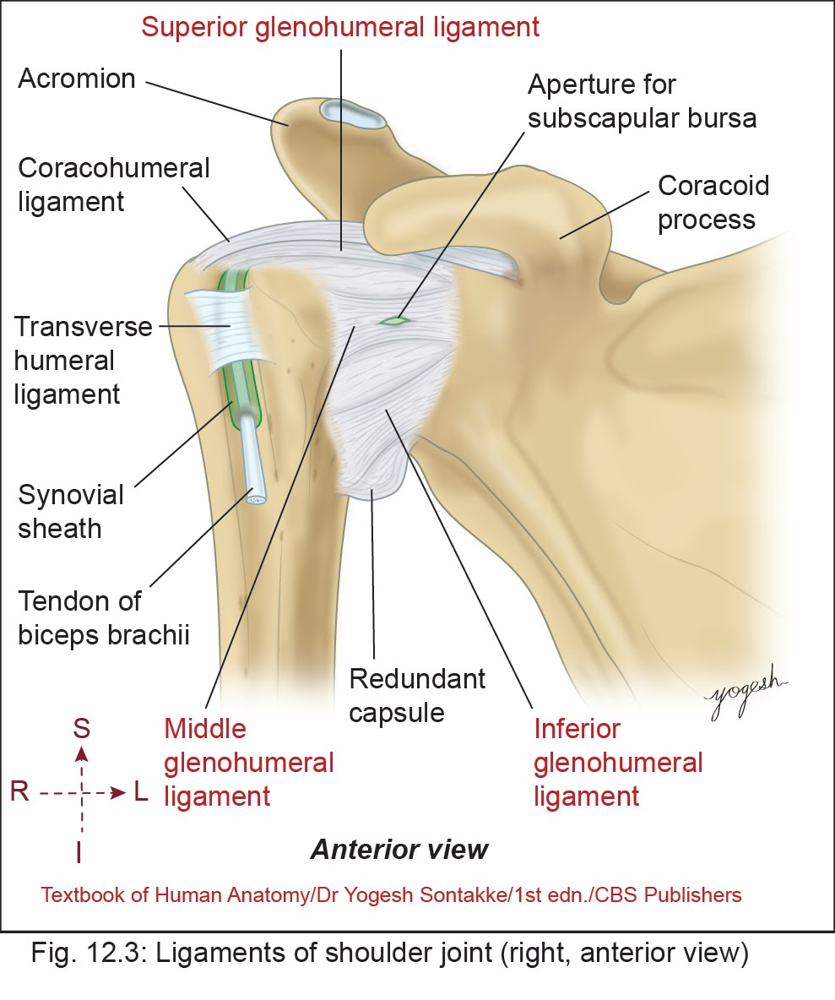 Superior glenohumeral ligament
Acromion
Aperture for
subscapular bursa
Coracohumeral
ligament
Coracoid
process
Transverse
humeral
ligament
Synovial
sheath
Tendon of
biceps brachii
Redundant
capsule
yogesh
Middle
glenohumeral
ligament
Inferior
glenohumeral
ligament
S
R
L
I
Anterior view
Textbook of Human Anatomy/Dr Yogesh Sontakke/1st edn./CBS Publishers
Fig. 12.3: Ligaments of shoulder joint (right, anterior view)